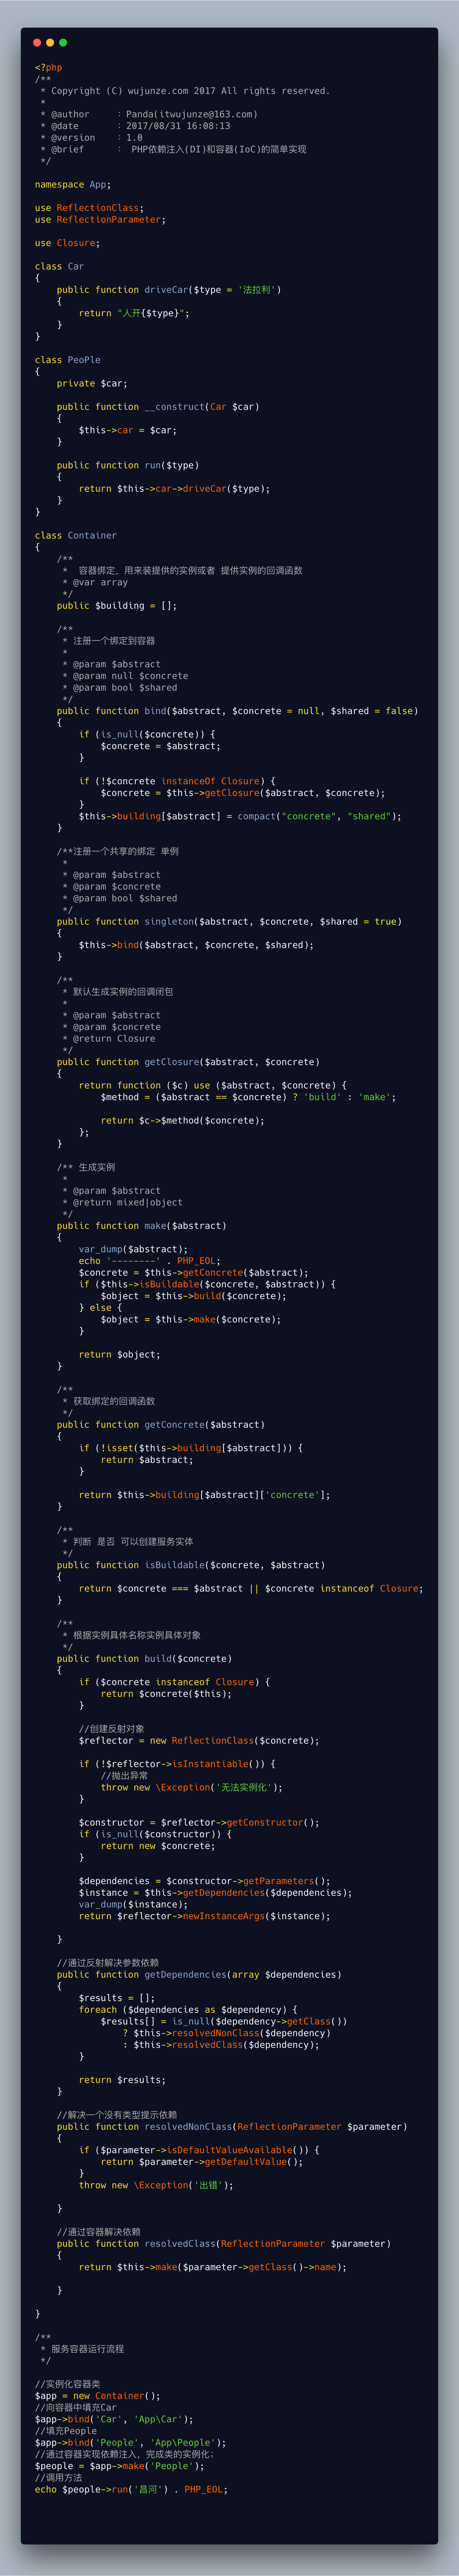 <?php
/**
 * Copyright (C) wujunze.com 2017 All rights reserved.
 *
 * @author     ：Panda(itwujunze@163.com)
 * @date       ：2017/08/31 16:08:13
 * @version    ：1.0
 * @brief      ： PHP依赖注入(DI)和容器(IoC)的简单实现
 */

namespace App;

use ReflectionClass;
use ReflectionParameter;

use Closure;

class Car
{
    public function driveCar($type = '法拉利')
    {
        return "人开{$type}";
    }
}

class PeoPle
{
    private $car;

    public function __construct(Car $car)
    {
        $this->car = $car;
    }

    public function run($type)
    {
        return $this->car->driveCar($type);
    }
}

class Container
{
    /**
     *  容器绑定，用来装提供的实例或者 提供实例的回调函数
     * @var array
     */
    public $building = [];

    /**
     * 注册一个绑定到容器
     *
     * @param $abstract
     * @param null $concrete
     * @param bool $shared
     */
    public function bind($abstract, $concrete = null, $shared = false)
    {
        if (is_null($concrete)) {
            $concrete = $abstract;
        }

        if (!$concrete instanceOf Closure) {
            $concrete = $this->getClosure($abstract, $concrete);
        }
        $this->building[$abstract] = compact("concrete", "shared");
    }

    /**注册一个共享的绑定 单例
     *
     * @param $abstract
     * @param $concrete
     * @param bool $shared
     */
    public function singleton($abstract, $concrete, $shared = true)
    {
        $this->bind($abstract, $concrete, $shared);
    }

    /**
     * 默认生成实例的回调闭包
     *
     * @param $abstract
     * @param $concrete
     * @return Closure
     */
    public function getClosure($abstract, $concrete)
    {
        return function ($c) use ($abstract, $concrete) {
            $method = ($abstract == $concrete) ? 'build' : 'make';

            return $c->$method($concrete);
        };
    }

    /** 生成实例
     *
     * @param $abstract
     * @return mixed|object
     */
    public function make($abstract)
    {
        var_dump($abstract);
        echo '--------' . PHP_EOL;
        $concrete = $this->getConcrete($abstract);
        if ($this->isBuildable($concrete, $abstract)) {
            $object = $this->build($concrete);
        } else {
            $object = $this->make($concrete);
        }

        return $object;
    }

    /**
     * 获取绑定的回调函数
     */
    public function getConcrete($abstract)
    {
        if (!isset($this->building[$abstract])) {
            return $abstract;
        }

        return $this->building[$abstract]['concrete'];
    }

    /**
     * 判断 是否 可以创建服务实体
     */
    public function isBuildable($concrete, $abstract)
    {
        return $concrete === $abstract || $concrete instanceof Closure;
    }

    /**
     * 根据实例具体名称实例具体对象
     */
    public function build($concrete)
    {
        if ($concrete instanceof Closure) {
            return $concrete($this);
        }

        //创建反射对象
        $reflector = new ReflectionClass($concrete);

        if (!$reflector->isInstantiable()) {
            //抛出异常
            throw new \Exception('无法实例化');
        }

        $constructor = $reflector->getConstructor();
        if (is_null($constructor)) {
            return new $concrete;
        }

        $dependencies = $constructor->getParameters();
        $instance = $this->getDependencies($dependencies);
        var_dump($instance);
        return $reflector->newInstanceArgs($instance);

    }

    //通过反射解决参数依赖
    public function getDependencies(array $dependencies)
    {
        $results = [];
        foreach ($dependencies as $dependency) {
            $results[] = is_null($dependency->getClass())
                ? $this->resolvedNonClass($dependency)
                : $this->resolvedClass($dependency);
        }

        return $results;
    }

    //解决一个没有类型提示依赖
    public function resolvedNonClass(ReflectionParameter $parameter)
    {
        if ($parameter->isDefaultValueAvailable()) {
            return $parameter->getDefaultValue();
        }
        throw new \Exception('出错');

    }

    //通过容器解决依赖
    public function resolvedClass(ReflectionParameter $parameter)
    {
        return $this->make($parameter->getClass()->name);

    }

}

/**
 * 服务容器运行流程
 */

//实例化容器类
$app = new Container();
//向容器中填充Car
$app->bind('Car', 'App\Car');
//填充People
$app->bind('People', 'App\People');
//通过容器实现依赖注入，完成类的实例化；
$people = $app->make('People');
//调用方法
echo $people->run('昌河') . PHP_EOL;